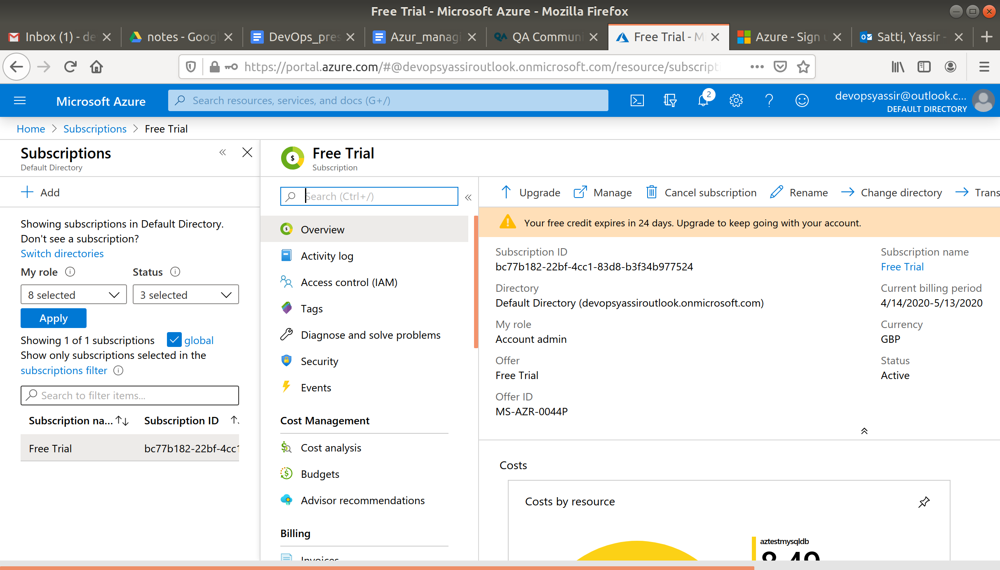 Free Trial - Microsoft Azure - Mozilla Firefox
Inbox (1) - de
notes - Googl
DevOps_pres
Azur_managi
QA Communi
Free Trial - M
Azure - Sign u
Satti, Yassir -
https://portal.azure.com/#@devopsyassiroutlook.onmicrosoft.com/resource/subscripti
Microsoft Azure
Search resources, services, and docs (G+/)
2
devopsyassir@outlook.c...
DEFAULT DIRECTORY
Home > Subscriptions > Free Trial
Subscriptions
Default Directory
Add
Showing subscriptions in Default Directory.
Don't see a subscription?
Switch directories
My role
Status
8 selected
3 selected
Apply
Showing 1 of 1 subscriptions global
Show only subscriptions selected in the
subscriptions filter
Search to filter items...
Subscription na...
Subscription ID
Free Trial
bc77b182-22bf-4cc1
Free Trial
Subscription
Search (Ctrl+/)
Overview
Activity log
Access control (IAM)
Tags
Diagnose and solve problems
Security
Events
Cost Management
Cost analysis
Budgets
Advisor recommendations
Billing
Invoices
Upgrade
Manage
Cancel subscription
Rename
Change directory
Trans
Your free credit expires in 24 days. Upgrade to keep going with your account.
Subscription ID
bc77b182-22bf-4cc1-83d8-b3f34b977524
Directory
Default Directory (devopsyassiroutlook.onmicrosoft.com)
My role
Account admin
Offer
Free Trial
Offer ID
MS-AZR-0044P
Subscription name
Free Trial
Current billing period
4/14/2020-5/13/2020
Currency
GBP
Status
Active
Costs
Costs by resource
aztestmysqldb
8.49